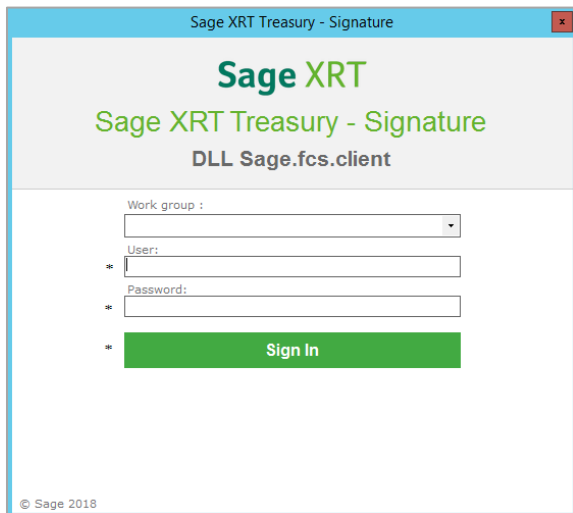 Sage XRT Treasury - Signature
x
Sage XRT
Sage XRT Treasury - Signature
DLL Sage.fcs.client
Work group :
User:
*
Password:
*
* Sign In
© Sage 2018